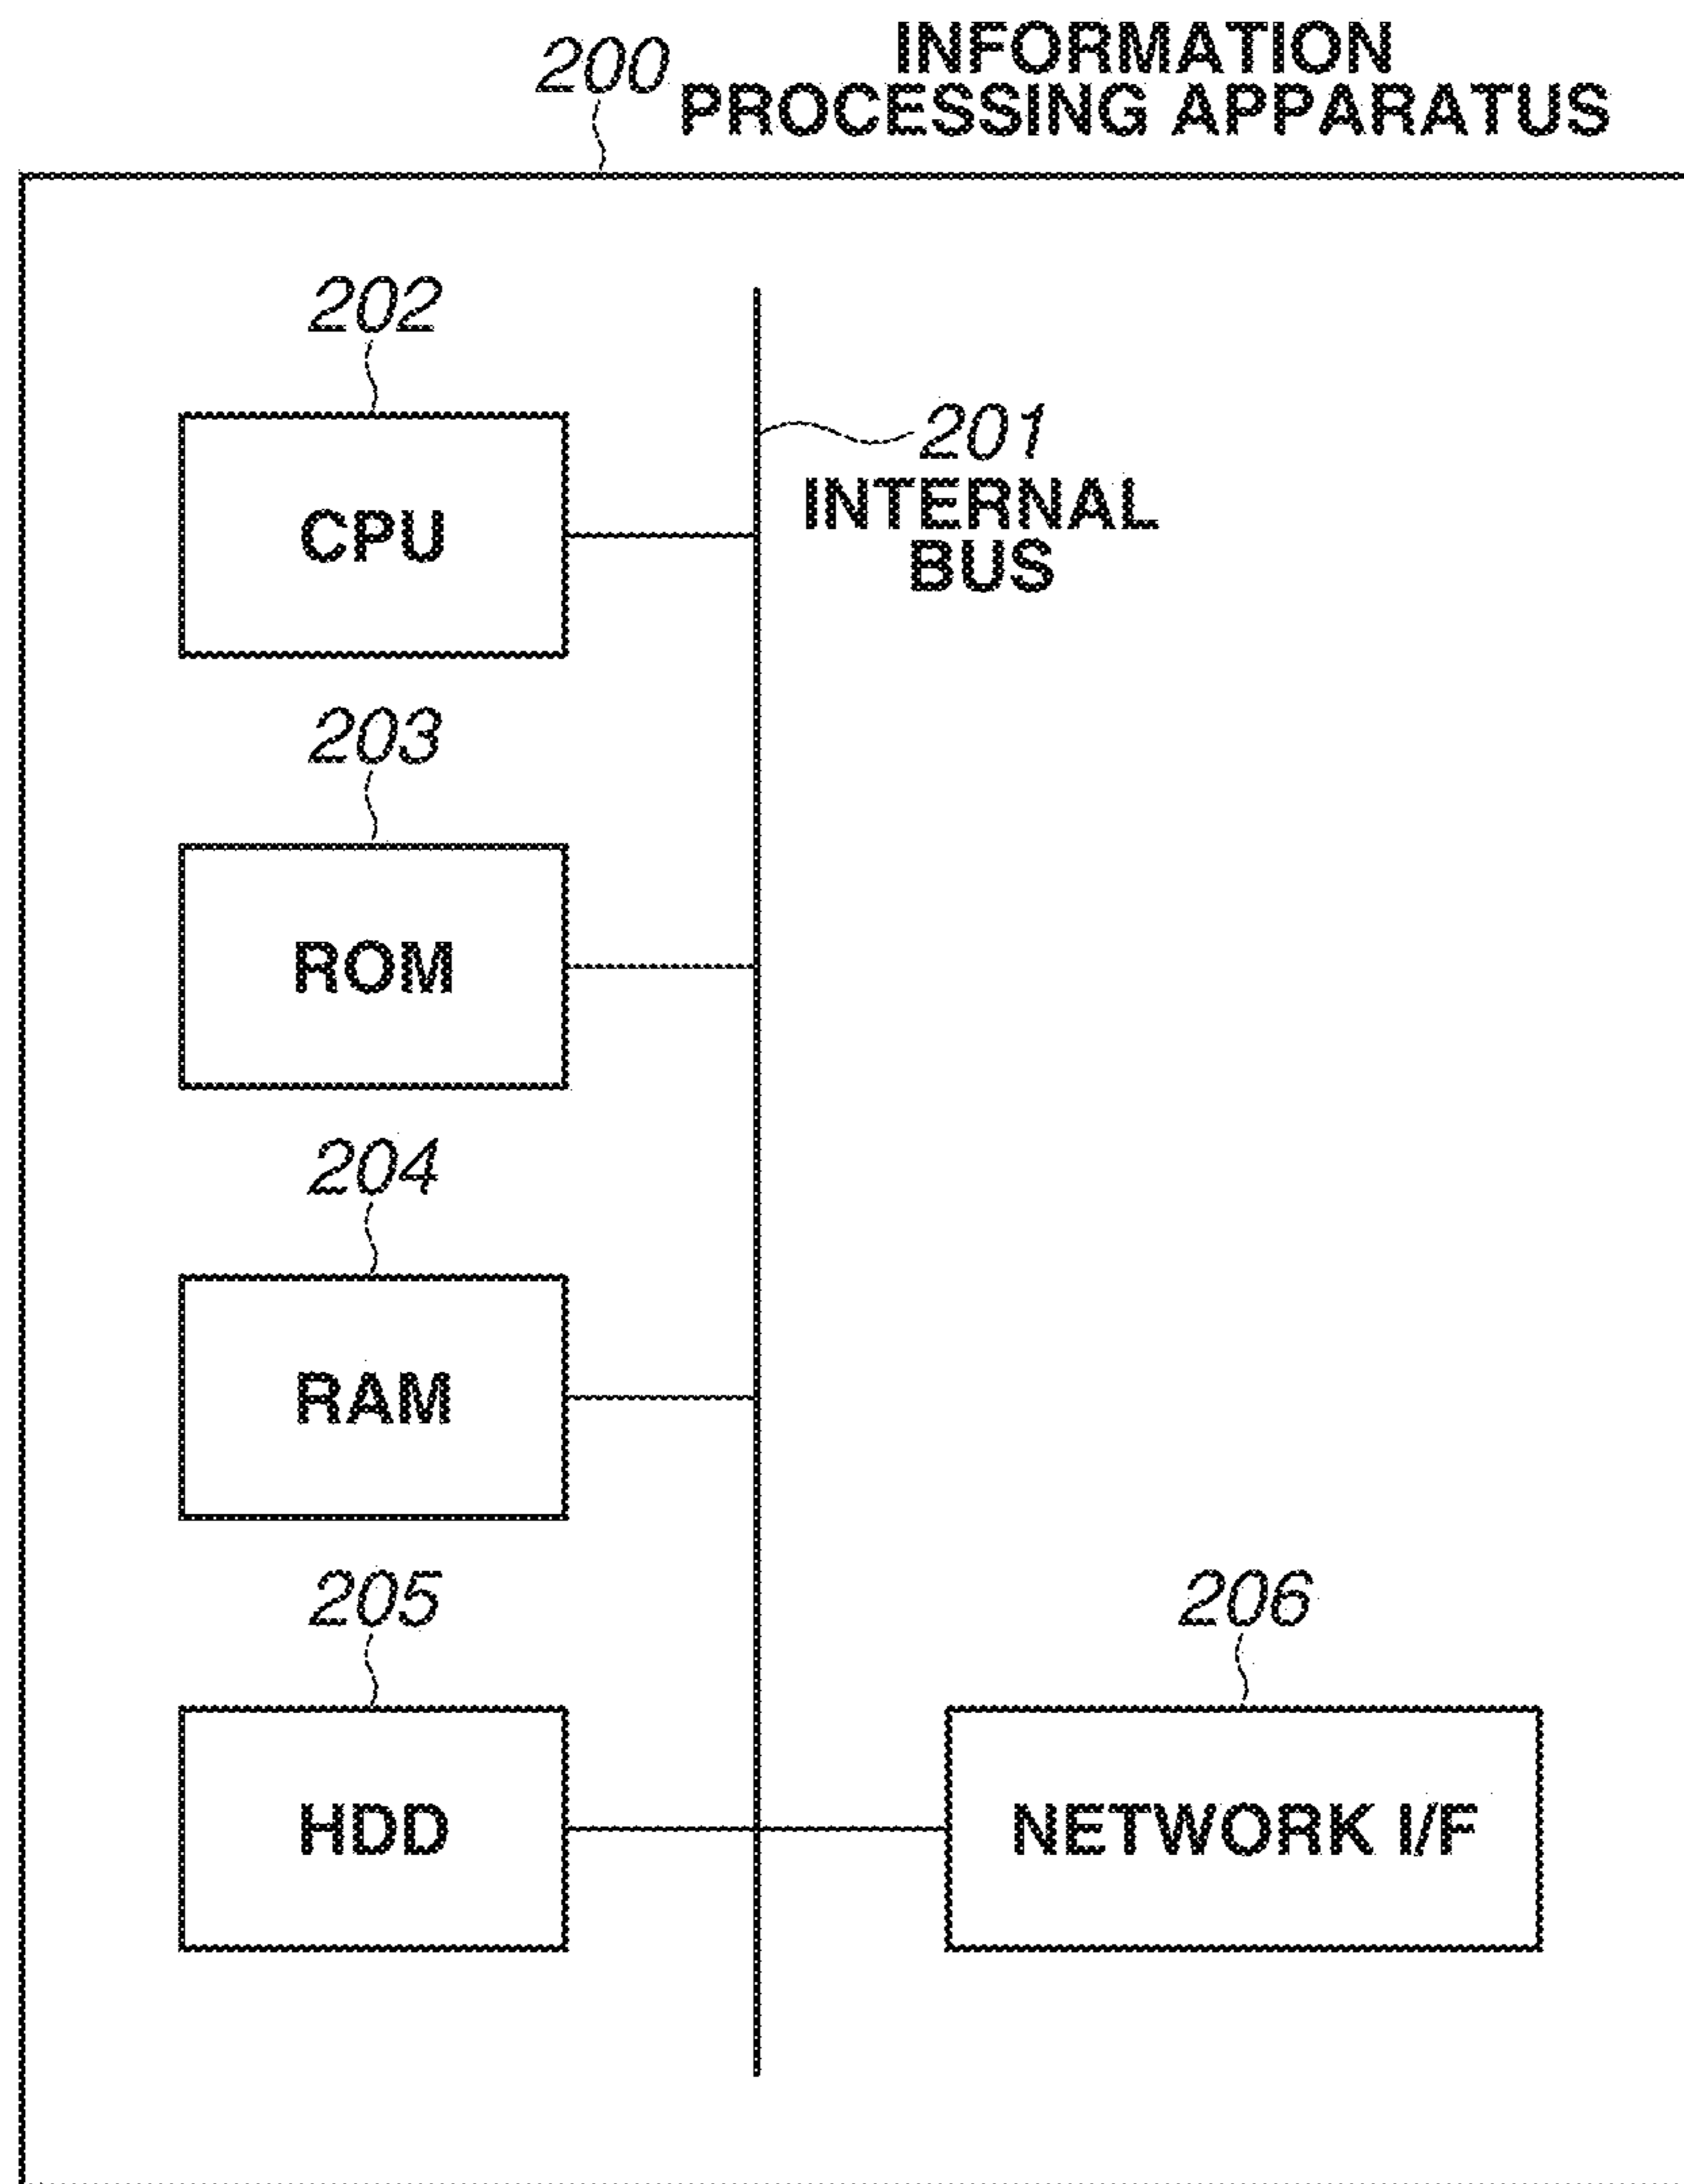 200
INFORMATION
PROCESSING APPARATUS
202
CPU
201
INTERNAL
BUS
203
ROM
204
RAM
205
HDD
206
NETWORK I/F